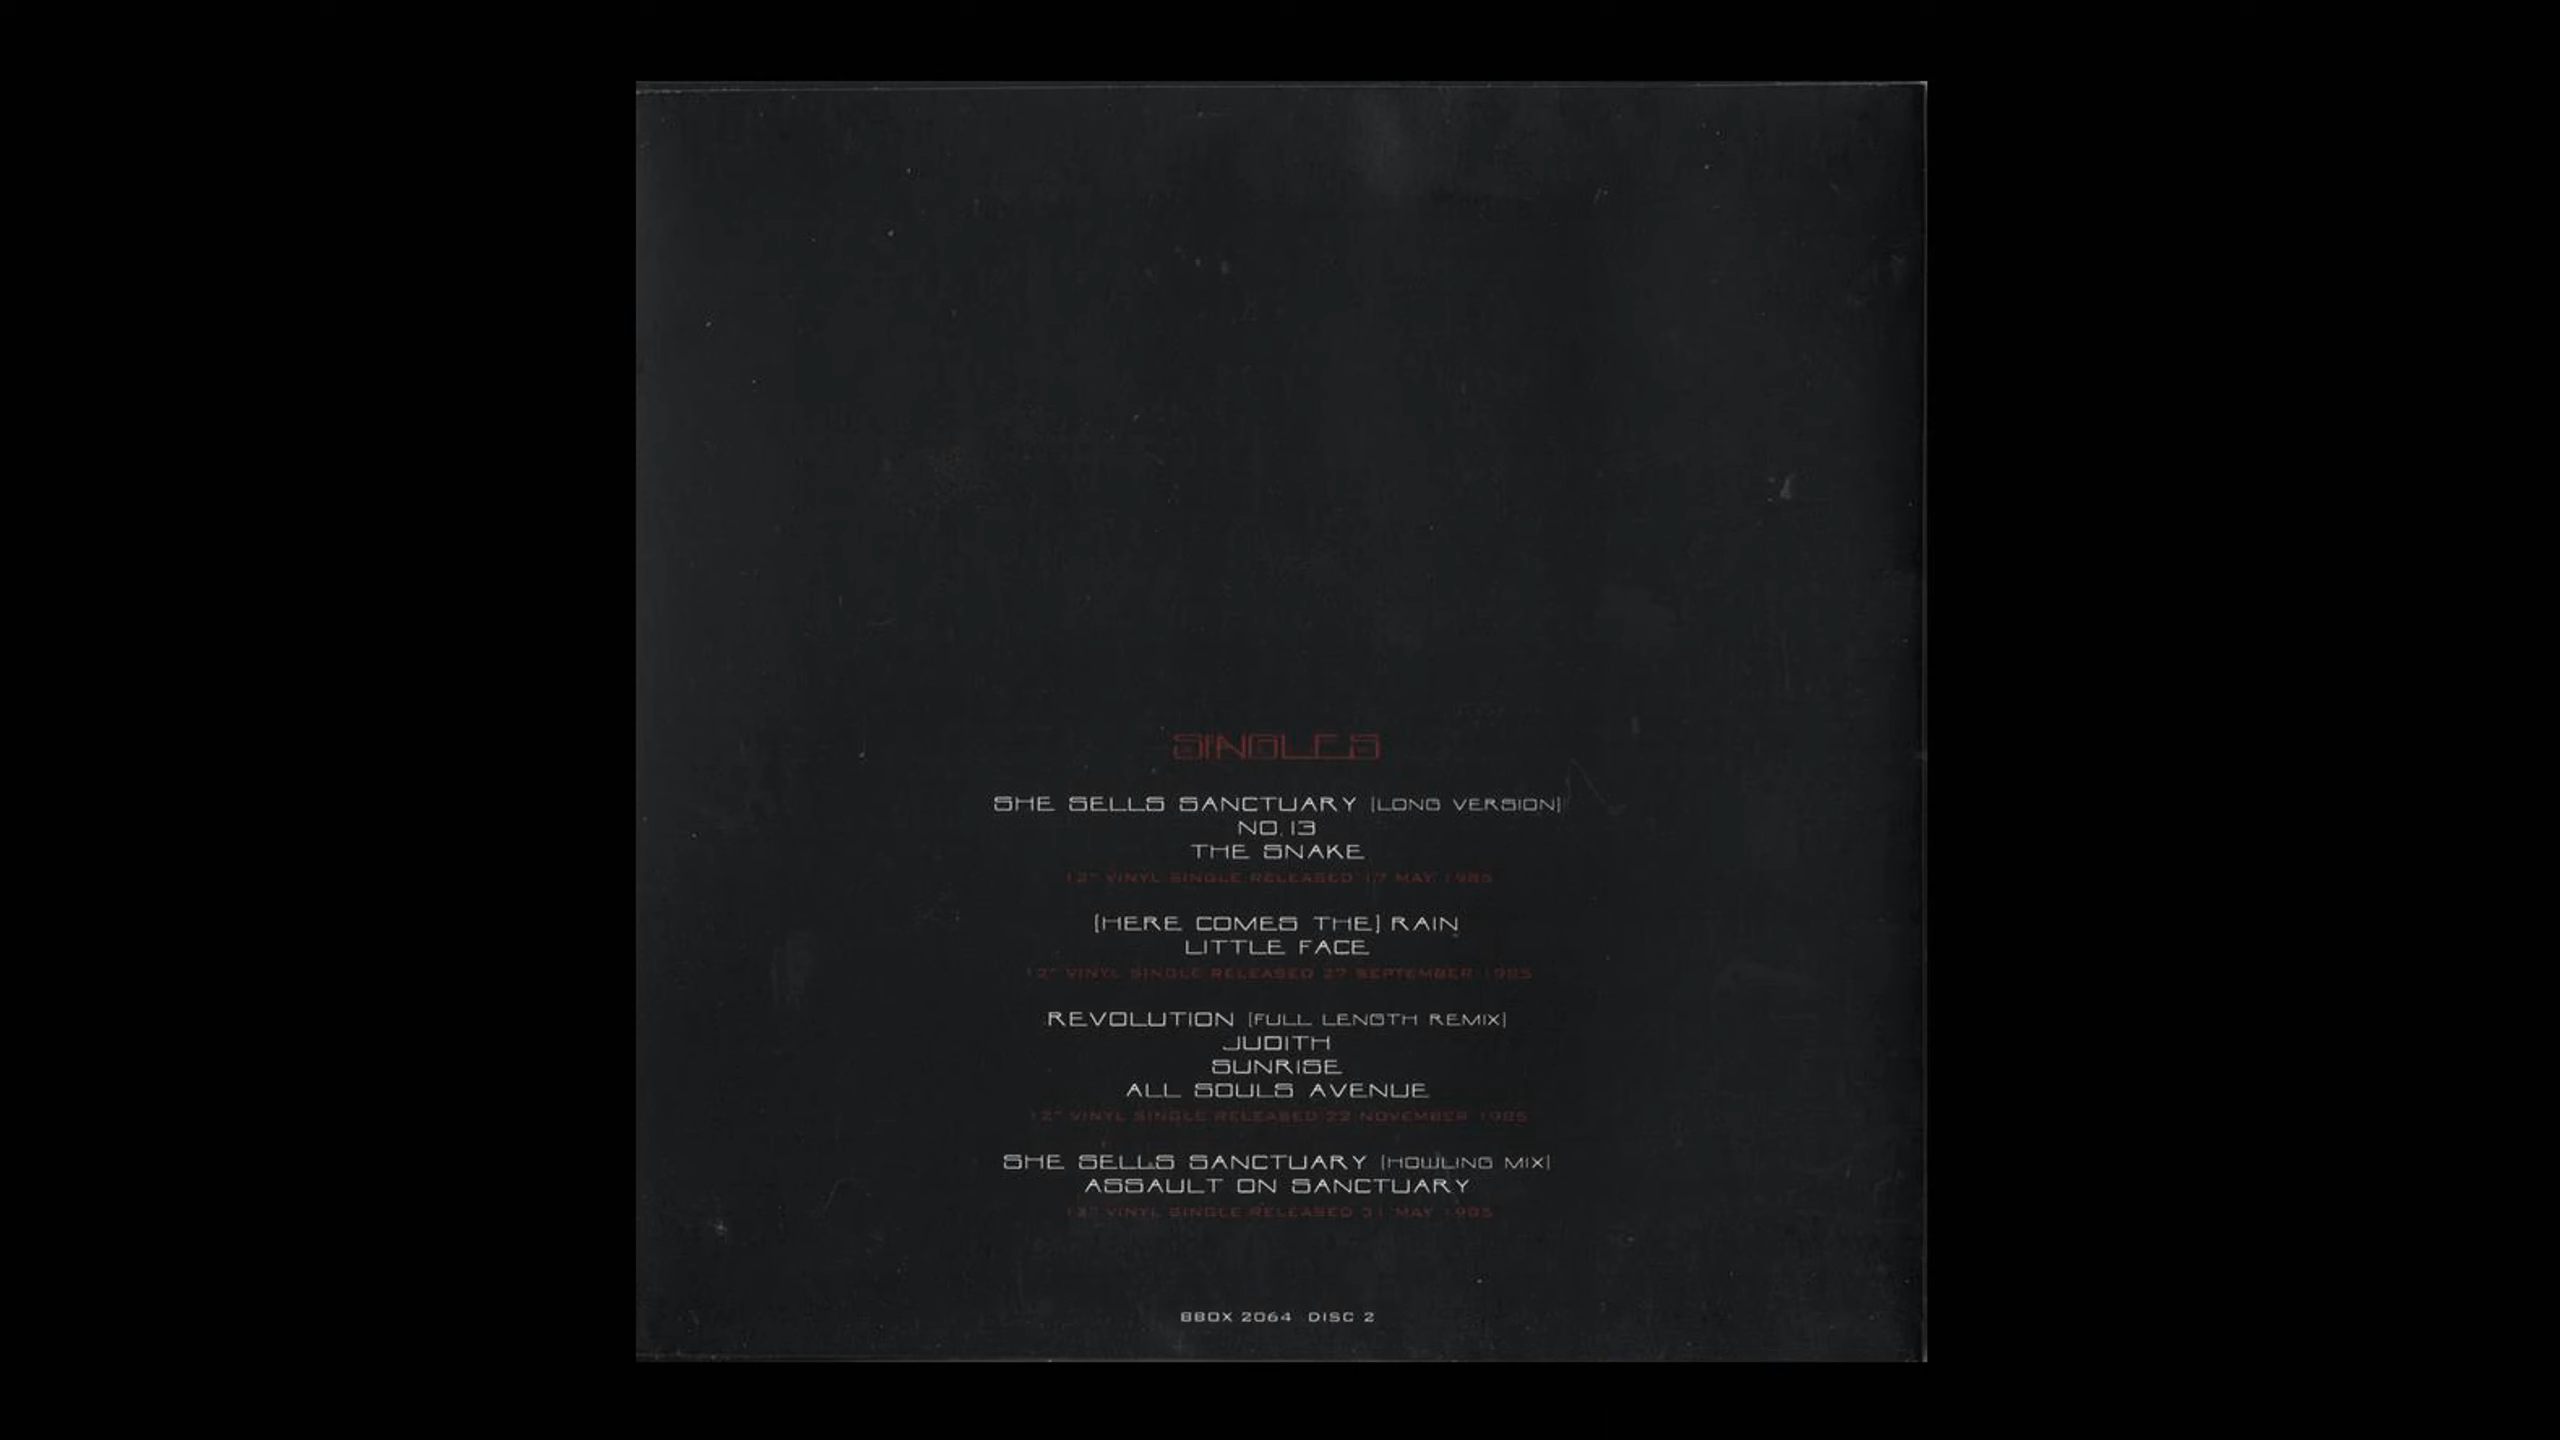 SINGLES
SHE SELLS SANCTUARY [LONG VERSION]
NO. 13
THE SNAKE
12" VINYL SINGLE RELEASED 17 MAY 1985
[HERE COMES THE] RAIN
LITTLE FACE
12" VINYL SINGLE RELEASED 27 SEPTEMBER 1985
REVOLUTION [FULL LENGTH REMIX]
JUDITH
SUNRISE
ALL SOULS AVENUE
12" VINYL SINGLE RELEASED 22 NOVEMBER 1985
SHE SELLS SANCTUARY [HOWLING MIX]
ASSAULT ON SANCTUARY
12" VINYL SINGLE RELEASED 31 MAY 1985
BBOX 2064 DISC 2